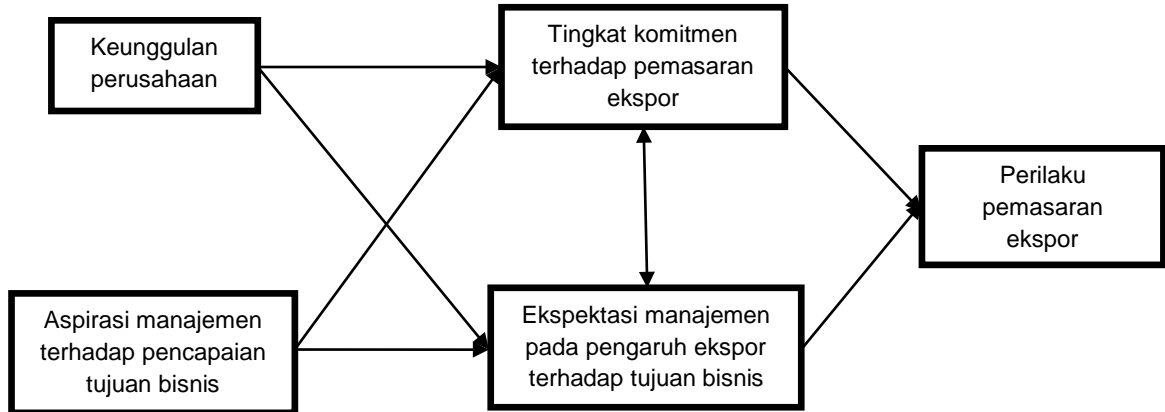 Keunggulan
perusahaan
Tingkat komitmen
terhadap pemasaran
ekspor
Perilaku
pemasaran
ekspor
Aspirasi manajemen
terhadap pencapaian
tujuan bisnis
Ekspektasi manajemen
pada pengaruh ekspor
terhadap tujuan bisnis